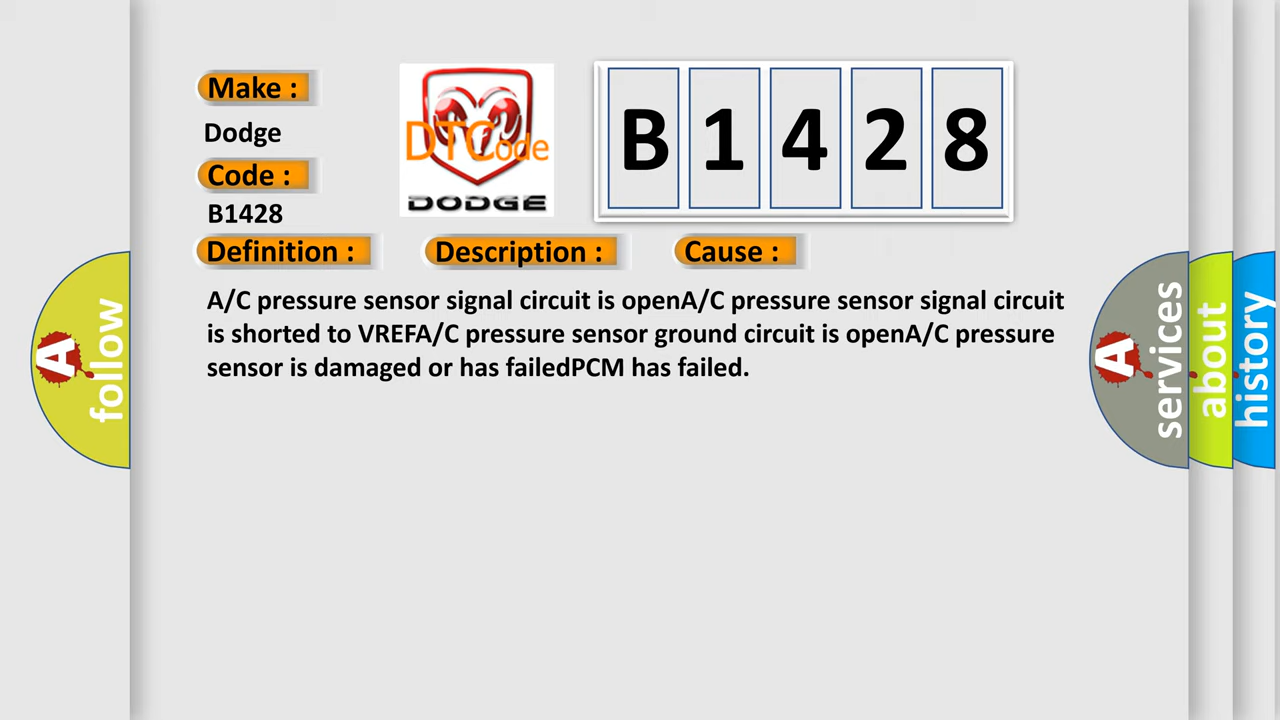 Make :
Dodge
Code :
B1428
DTCode
DODGE
B 1 4 2 8
Definition :
Description :
Cause :
A/C pressure sensor signal circuit is openA/C pressure sensor signal circuit
is shorted to VREFA/C pressure sensor ground circuit is openA/C pressure
sensor is damaged or has failedPCM has failed.
A follow
A services
about
history